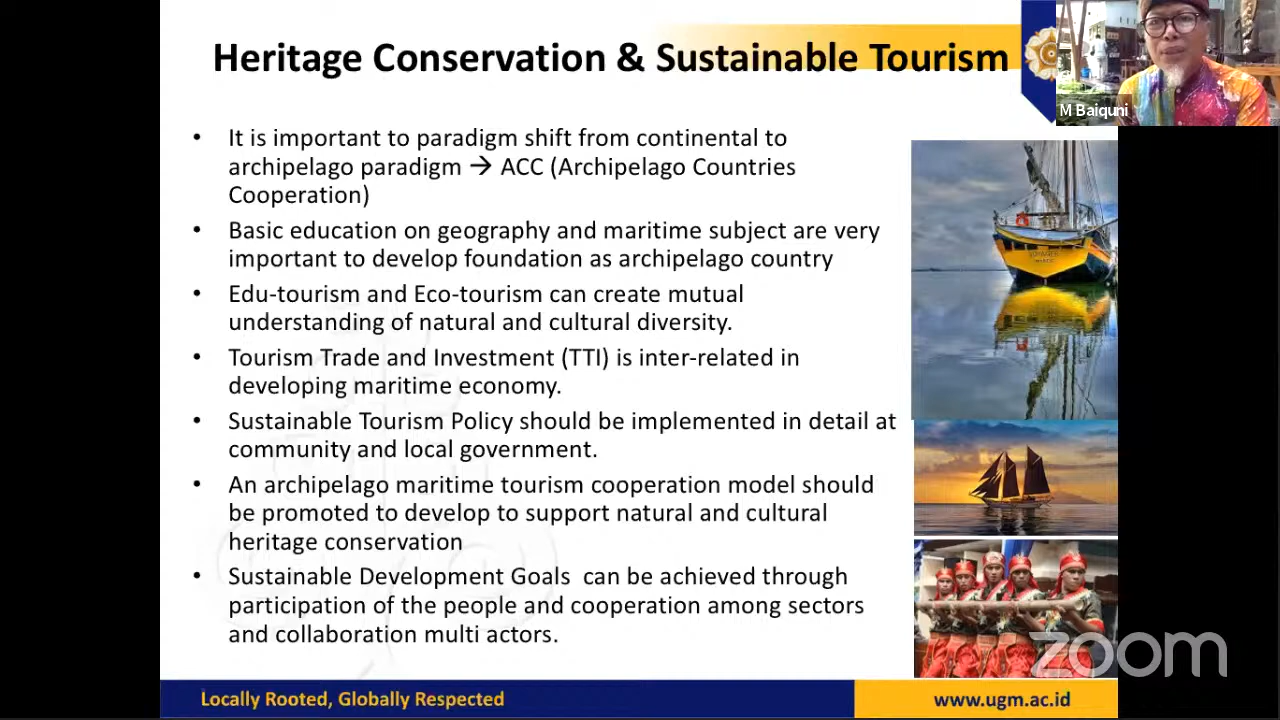 Heritage Conservation & Sustainable Tourism
M Baiquni
• It is important to paradigm shift from continental to
archipelago paradigm → ACC (Archipelago Countries
Cooperation)
• Basic education on geography and maritime subject are very
important to develop foundation as archipelago country
• Edu-tourism and Eco-tourism can create mutual
understanding of natural and cultural diversity.
• Tourism Trade and Investment (TTI) is inter-related in
developing maritime economy.
• Sustainable Tourism Policy should be implemented in detail at
community and local government.
• An archipelago maritime tourism cooperation model should
be promoted to develop to support natural and cultural
heritage conservation
• Sustainable Development Goals can be achieved through
participation of the people and cooperation among sectors
and collaboration multi actors.
zoom
Locally Rooted, Globally Respected
www.ugm.ac.id